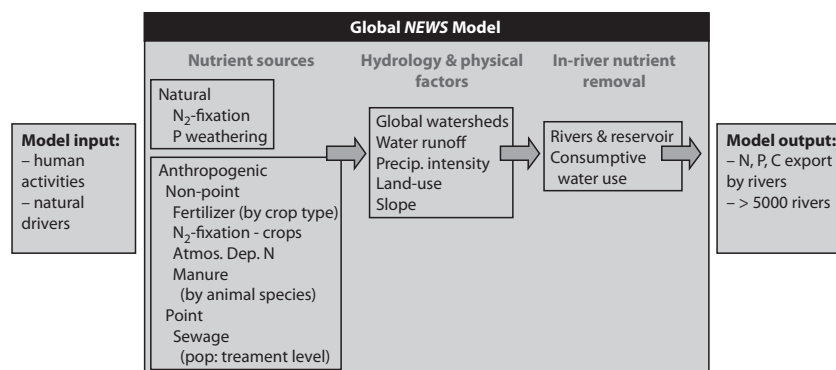 Global NEWS Model
Model input:
– human
activities
– natural
drivers
Nutrient sources
Natural
N₂-fixation
P weathering
Anthropogenic
Non-point
Fertilizer (by crop type)
N₂-fixation - crops
Atmos. Dep. N
Manure
(by animal species)
Point
Sewage
(pop: treament level)
Hydrology & physical
factors
Global watersheds
Water runoff
Precip. intensity
Land-use
Slope
In-river nutrient
removal
Rivers & reservoir
Consumptive
water use
Model output:
– N, P, C export
by rivers
– > 5000 rivers